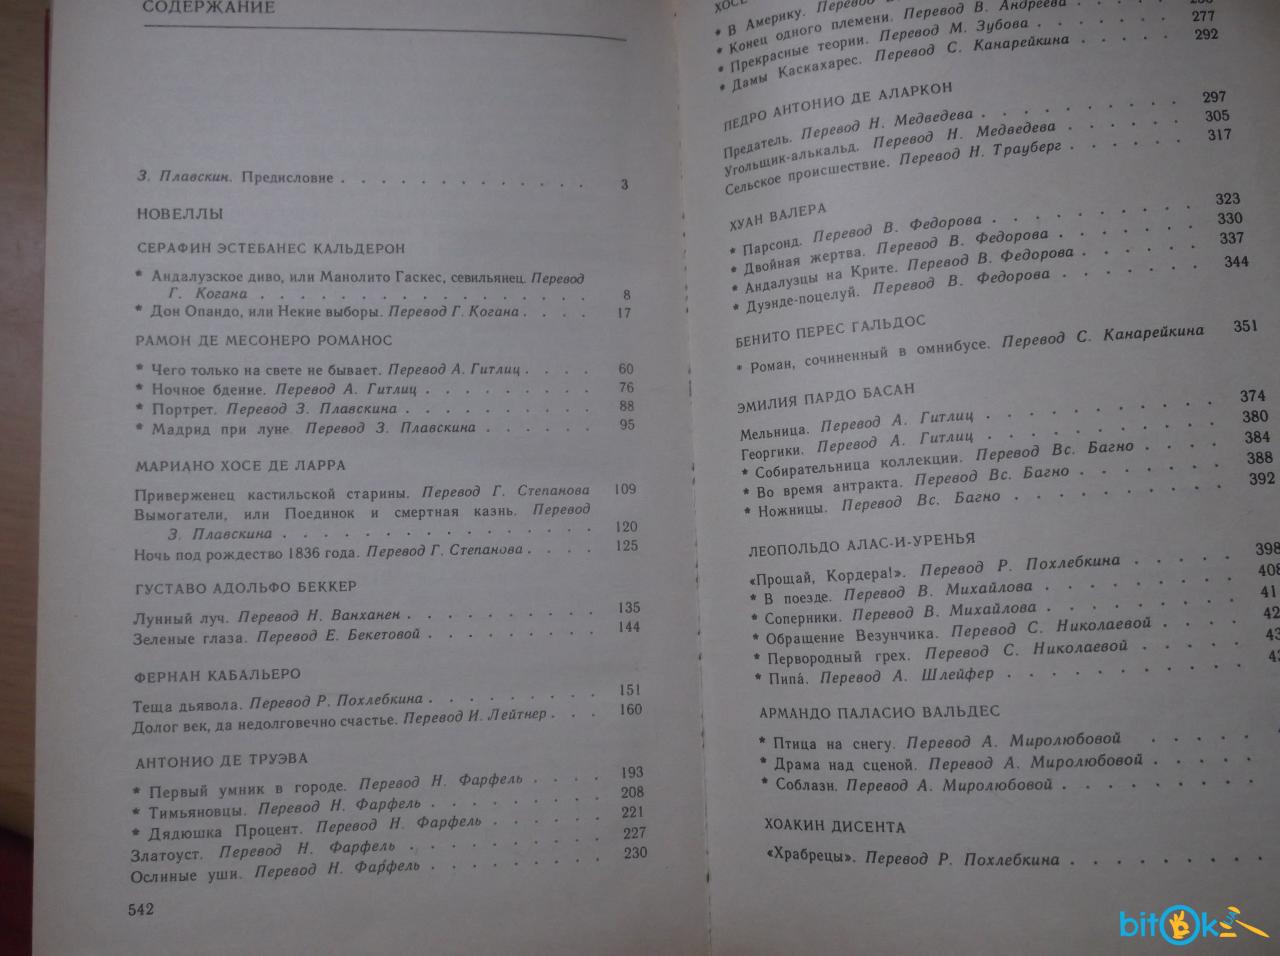 СОДЕРЖАНИЕ
З. Плавскин. Предисловие . . . . . . . . . . . . . 3
НОВЕЛЛЫ
СЕРАФИН ЭСТЕБАНЕС КАЛЬДЕРОН
* Андалузское диво, или Манолито Гаскес, севильянец. Перевод
Г. Когана . . . . . . . . . . . . . . . 8
* Дон Опандо, или Некие выборы. Перевод Г. Когана . . . . 17
РАМОН ДЕ МЕСОНЕРО РОМАНОС
* Чего только на свете не бывает. Перевод А. Гитлиц . . . . 60
* Ночное бдение. Перевод А. Гитлиц . . . . . . . . 76
* Портрет. Перевод З. Плавскина . . . . . . . . . 88
* Мадрид при луне. Перевод З. Плавскина . . . . . . 95
МАРИАНО ХОСЕ ДЕ ЛАРРА
Приверженец кастильской старины. Перевод Г. Степанова 109
Вымогатели, или Поединок и смертная казнь. Перевод
З. Плавскина . . . . . . . . . . . . . . 120
Ночь под рождество 1836 года. Перевод Г. Степанова . . . . 125
ГУСТАВО АДОЛЬФО БЕККЕР
Лунный луч. Перевод Н. Ванханен . . . . . . . . . 135
Зеленые глаза. Перевод Е. Бекетовой . . . . . . . . 144
ФЕРНАН КАБАЛЬЕРО
Теща дьявола. Перевод Р. Похлебкина . . . . . . . . 151
Долог век, да недолговечно счастье. Перевод И. Лейтнер . . . 160
АНТОНИО ДЕ ТРУЭВА
* Первый умник в городе. Перевод Н. Фарфель . . . . 193
* Тимьяновцы. Перевод Н. Фарфель . . . . . . . . 208
* Дядюшка Процент. Перевод Н. Фарфель . . . . . . 221
Златоуст. Перевод Н. Фарфель . . . . . . . . . 227
Ослиные уши. Перевод Н. Фарфель . . . . . . . . 230
542
ХОСЕ
* В Америку. Перевод
* Конец одного племени. Перевод В. Андреева . . . . .
* Прекрасные теории. Перевод М. Зубова . . . . . . 277
* Дамы Каскахарес. Перевод С. Канарейкина . . . . . 292
ПЕДРО АНТОНИО ДЕ АЛАРКОН
Предатель. Перевод Н. Медведева . . . . . . . . . 297
Угольщик-алькальд. Перевод Н. Медведева . . . . . . 305
Сельское происшествие. Перевод Н. Трауберг . . . . . . 317
ХУАН ВАЛЕРА
* Парсонд. Перевод В. Федорова . . . . . . . . . 323
* Двойная жертва. Перевод В. Федорова . . . . . . . 330
* Андалузцы на Крите. Перевод В. Федорова . . . . . 337
* Дуэнде-поцелуй. Перевод В. Федорова . . . . . . . 344
БЕНИТО ПЕРЕС ГАЛЬДОС
* Роман, сочиненный в омнибусе. Перевод С. Канарейкина 351
ЭМИЛИЯ ПАРДО БАСАН
Мельница. Перевод А. Гитлиц . . . . . . . . . . 374
Георгики. Перевод А. Гитлиц . . . . . . . . . . 380
* Собирательница коллекции. Перевод Вс. Багно . . . . 384
* Во время антракта. Перевод Вс. Багно . . . . . . . 388
* Ножницы. Перевод Вс. Багно . . . . . . . . . 392
ЛЕОПОЛЬДО АЛАС-И-УРЕНЬЯ
«Прощай, Кордера!». Перевод Р. Похлебкина . . . . . 398
* В поезде. Перевод В. Михайлова . . . . . . . . 408
* Соперники. Перевод В. Михайлова . . . . . . . . 41
* Обращение Везунчика. Перевод С. Николаевой . . . . 42
* Первородный грех. Перевод С. Николаевой . . . . . 43
* Пипа́. Перевод А. Шлейфер . . . . . . . . . .
АРМАНДО ПАЛАСИО ВАЛЬДЕС
* Птица на снегу. Перевод А. Миролюбовой . . . . .
* Драма над сценой. Перевод А. Миролюбовой . . . . .
* Соблазн. Перевод А. Миролюбовой . . . . . . . .
ХОАКИН ДИСЕНТА
«Храбрецы». Перевод Р. Похлебкина . . . . . . . .
bitok.ua